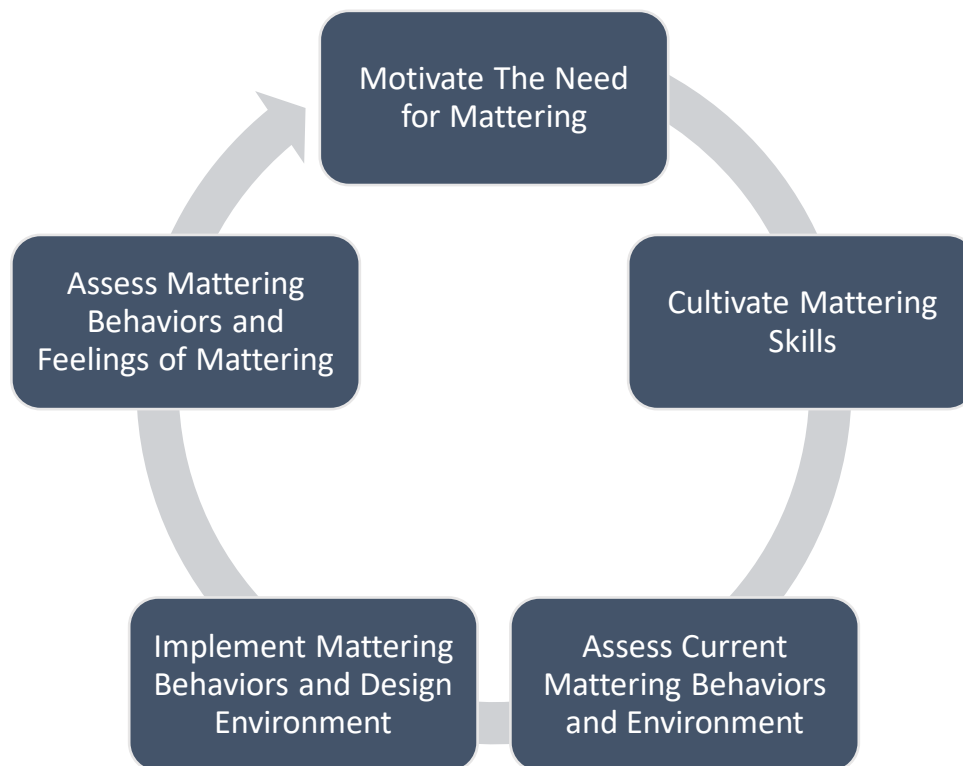 Motivate The Need
for Mattering
Cultivate Mattering
Skills
Assess Current
Mattering Behaviors
and Environment
Implement Mattering
Behaviors and Design
Environment
Assess Mattering
Behaviors and
Feelings of Mattering